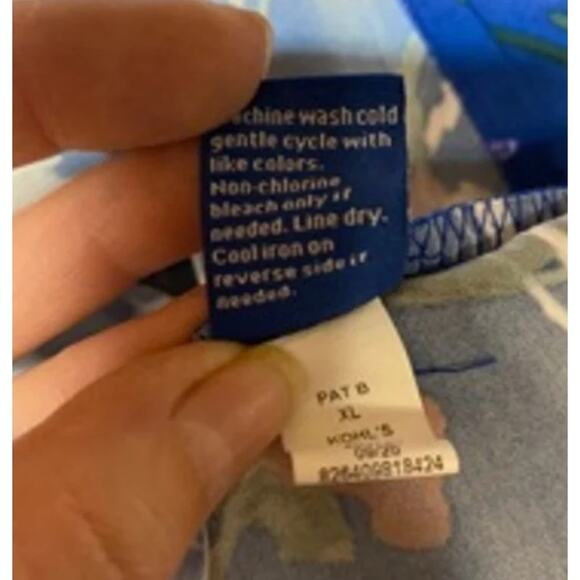 chine wash cold
gentle cycle with
like colors.
Non-chlorine
bleach only if
needed. Line dry.
Cool iron on
reverse side if
needed.
PAT B
XL
KOHL'S
09/20
#26409818424